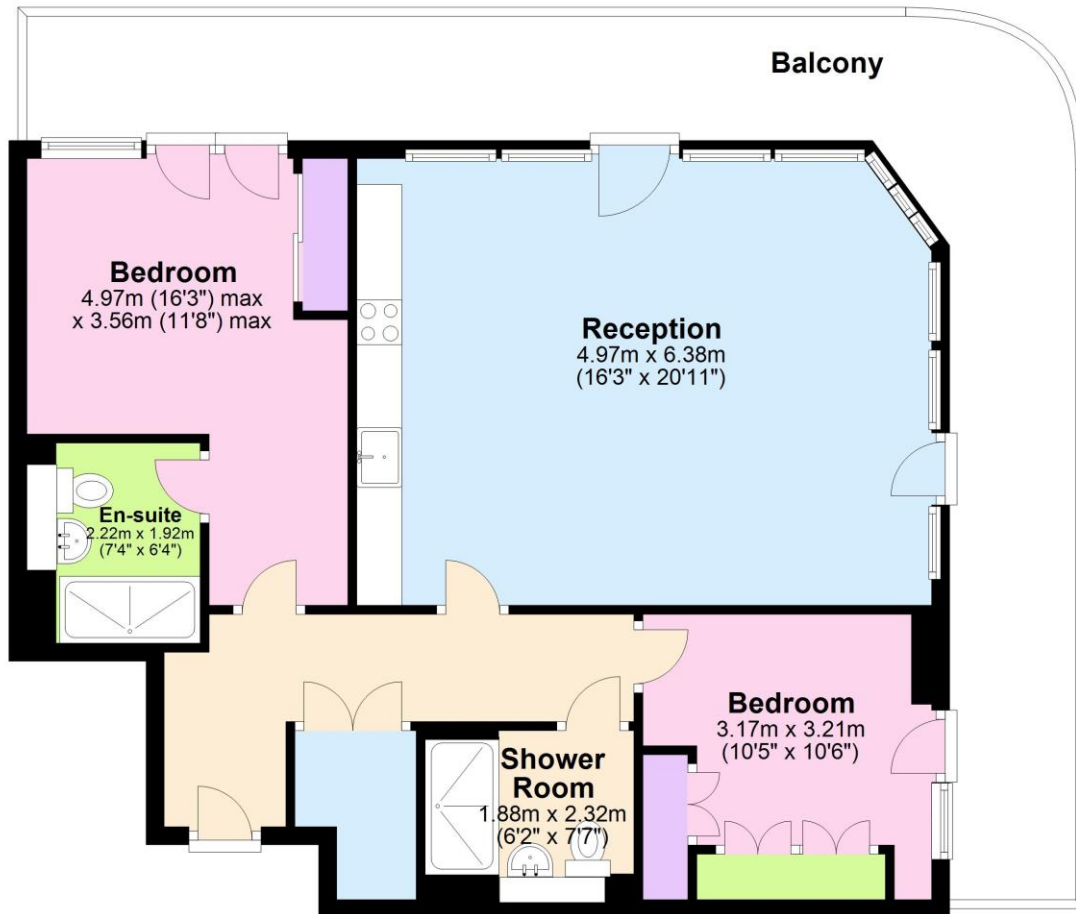 Balcony
Bedroom
4.97m (16'3") max
x 3.56m (11'8") max
Reception
4.97m x 6.38m
(16'3" x 20'11")
En-suite
2.22m x 1.92m
(7'4" x 6'4")
Bedroom
3.17m x 3.21m
(10'5" x 10'6")
Shower
Room
1.88m x 2.32m
(6'2" x 7'7")